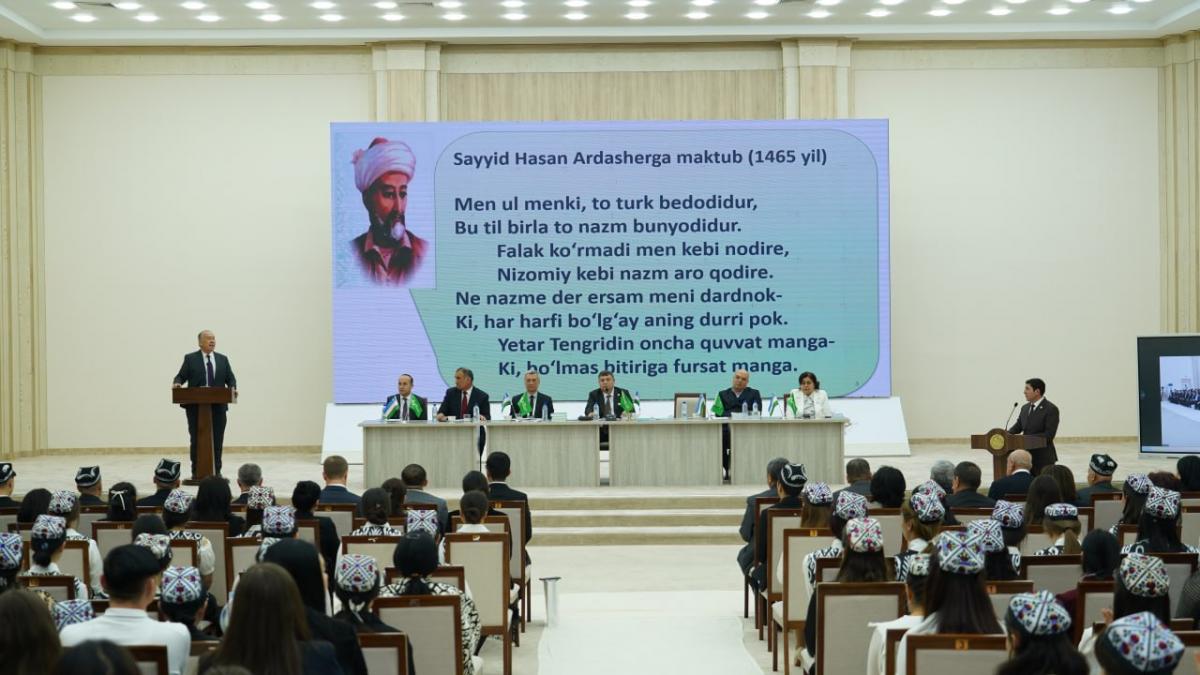 Sayyid Hasan Ardasherga maktub (1465 yil)
Men ul menki, to turk bedodidur,
Bu til birla to nazm bunyodidur.
Falak ko‘rmadi men kebi nodire,
Nizomiy kebi nazm aro qodire.
Ne nazme der ersam meni dardnok-
Ki, har harfi bo‘lg‘ay aning durri pok.
Yetar Tengridin oncha quvvat manga-
Ki, bo‘lmas bitiriga fursat manga.